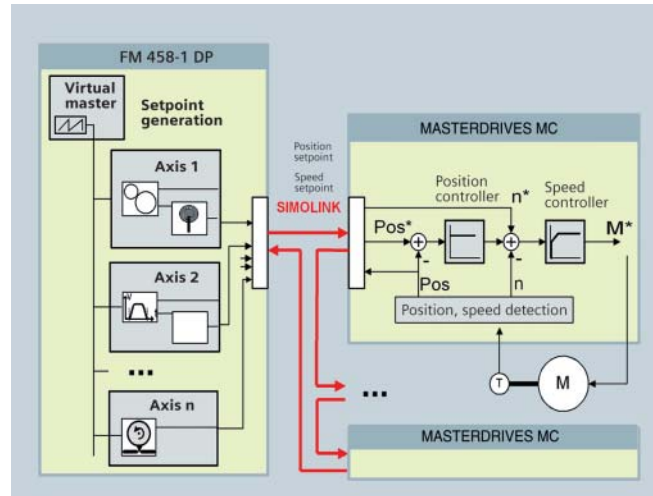 FM 458-1 DP
Virtual
master
Setpoint
generation
Axis 1
Axis 2
...
Axis n
Position
setpoint
Speed
setpoint
SIMOLINK
MASTERDRIVES MC
Position
controller
n*
Speed
controller
Pos*
+
-
+
-
M*
Pos
n
Position, speed detection
T
M
...
MASTERDRIVES MC